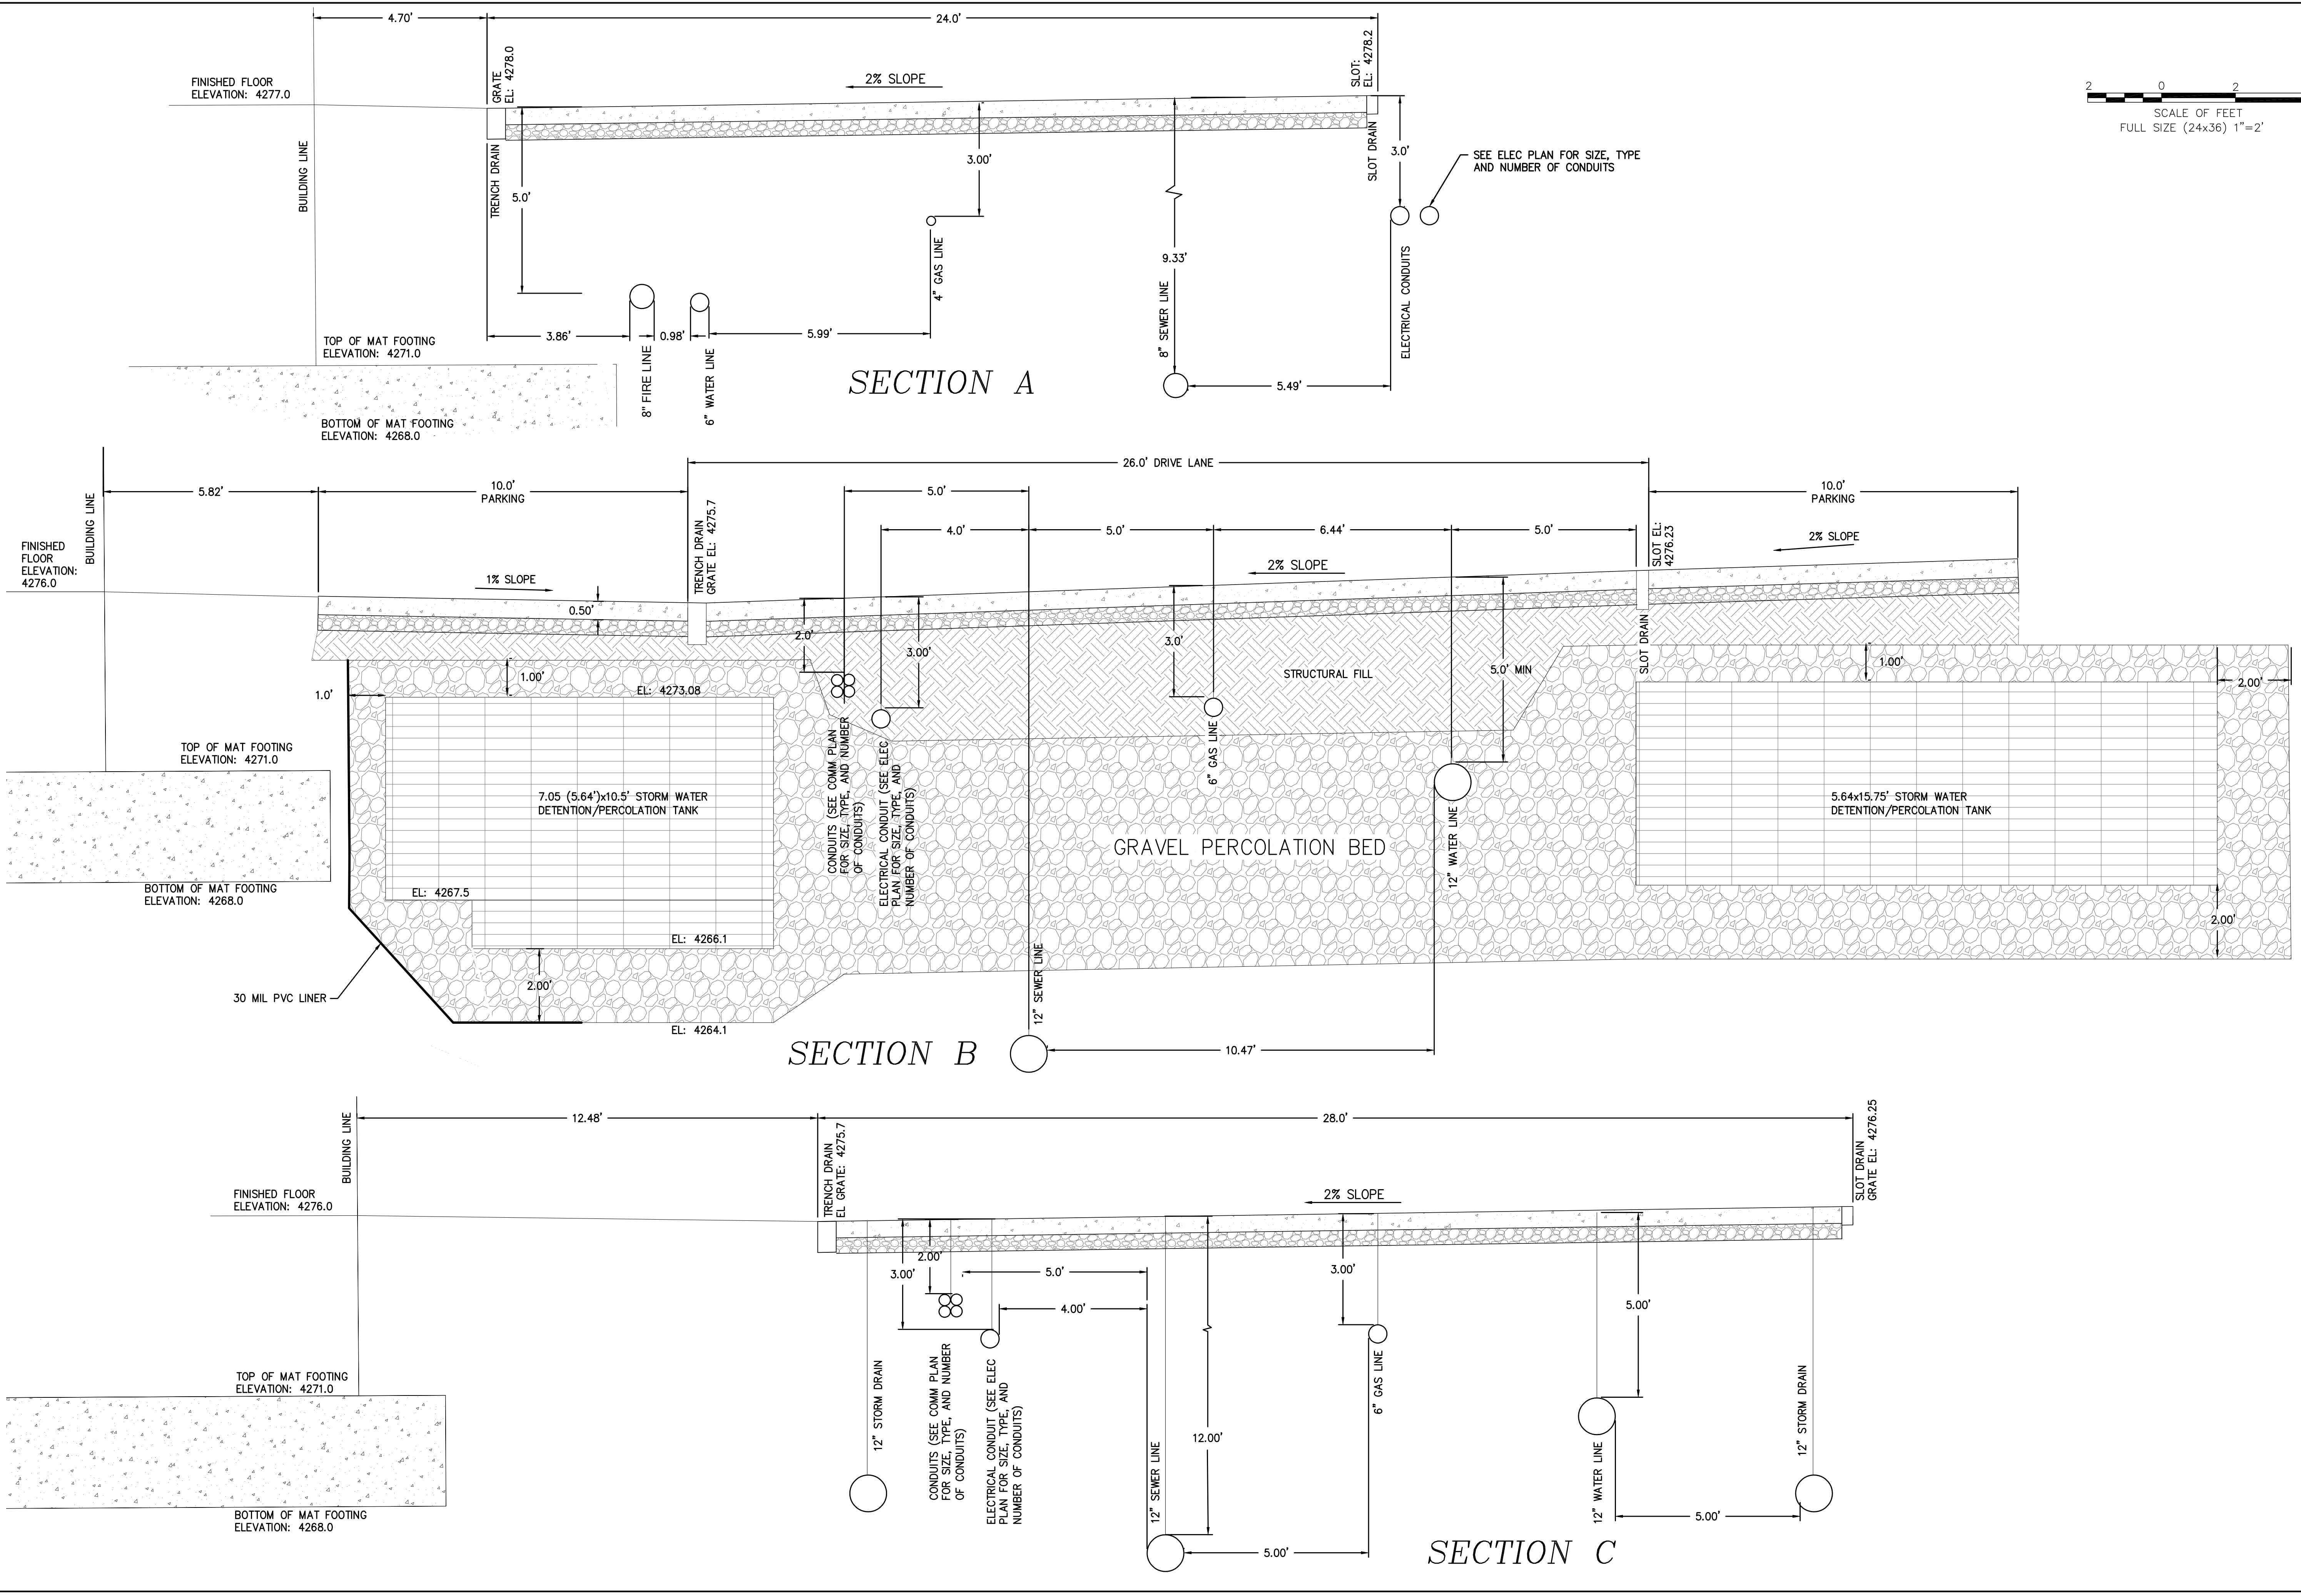 4.70'
24.0'
FINISHED FLOOR
ELEVATION: 4277.0
GRATE
EL: 4278.0
2% SLOPE
SLOT:
EL: 4278.2
2 0 2
SCALE OF FEET
FULL SIZE (24x36) 1"=2'
BUILDING LINE
TRENCH DRAIN
5.0'
3.00'
SLOT DRAIN
3.0'
SEE ELEC PLAN FOR SIZE, TYPE
AND NUMBER OF CONDUITS
4" GAS LINE
9.33'
8" SEWER LINE
ELECTRICAL CONDUITS
3.86'
0.98'
5.99'
8" FIRE LINE
6" WATER LINE
5.49'
TOP OF MAT FOOTING
ELEVATION: 4271.0
BOTTOM OF MAT FOOTING
ELEVATION: 4268.0
SECTION A
26.0' DRIVE LANE
5.82'
10.0'
PARKING
5.0'
10.0'
PARKING
BUILDING LINE
TRENCH DRAIN
GRATE EL: 4275.7
4.0'
5.0'
6.44'
5.0'
SLOT EL:
4276.23
2% SLOPE
FINISHED
FLOOR
ELEVATION:
4276.0
1% SLOPE
2% SLOPE
0.50'
2.0'
3.00'
3.0'
5.0' MIN
STRUCTURAL FILL
SLOT DRAIN
1.00'
1.00'
2.00'
1.0'
EL: 4273.08
TOP OF MAT FOOTING
ELEVATION: 4271.0
7.05 (5.64')x10.5' STORM WATER
DETENTION/PERCOLATION TANK
CONDUITS (SEE COMM PLAN
FOR SIZE, TYPE, AND NUMBER
OF CONDUITS)
ELECTRICAL CONDUIT (SEE ELEC
PLAN FOR SIZE, TYPE, AND
NUMBER OF CONDUITS)
6" GAS LINE
12" WATER LINE
5.64x15.75' STORM WATER
DETENTION/PERCOLATION TANK
GRAVEL PERCOLATION BED
BOTTOM OF MAT FOOTING
ELEVATION: 4268.0
EL: 4267.5
EL: 4266.1
2.00'
2.00'
12" SEWER LINE
30 MIL PVC LINER
EL: 4264.1
SECTION B
10.47'
BUILDING LINE
12.48'
28.0'
TRENCH DRAIN
EL GRATE: 4275.7
SLOT DRAIN
GRATE EL: 4276.25
FINISHED FLOOR
ELEVATION: 4276.0
2% SLOPE
2.00'
3.00'
5.0'
4.00'
3.00'
5.00'
12" STORM DRAIN
CONDUITS (SEE COMM PLAN
FOR SIZE, TYPE, AND NUMBER
OF CONDUITS)
ELECTRICAL CONDUIT (SEE ELEC
PLAN FOR SIZE, TYPE, AND
NUMBER OF CONDUITS)
12" SEWER LINE
12.00'
6" GAS LINE
12" WATER LINE
12" STORM DRAIN
TOP OF MAT FOOTING
ELEVATION: 4271.0
BOTTOM OF MAT FOOTING
ELEVATION: 4268.0
5.00'
5.00'
SECTION C